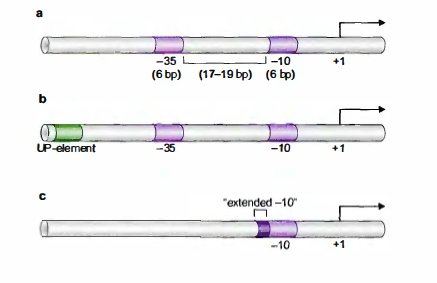 a
−35 −10 +1
(6 bp) (17–19 bp) (6 bp)
b
UP-element −35 −10 +1
c
"extended −10"
−10 +1